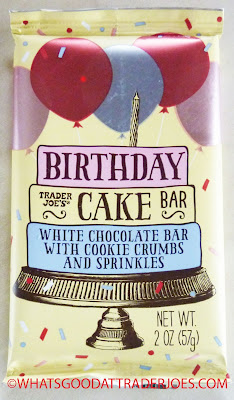 BIRTHDAY
TRADER JOE'S® CAKE BAR
WHITE CHOCOLATE BAR
WITH COOKIE CRUMBS
AND SPRINKLES
NET WT.
2 OZ (57g)
©WHATSGOODATTRADERJOES.COM